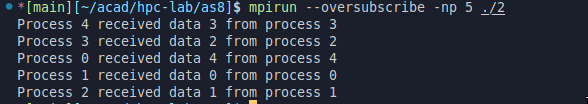 *[main][~/acad/hpc-lab/as8]$ mpirun --oversubscribe -np 5 ./2
Process 4 received data 3 from process 3
Process 3 received data 2 from process 2
Process 0 received data 4 from process 4
Process 1 received data 0 from process 0
Process 2 received data 1 from process 1